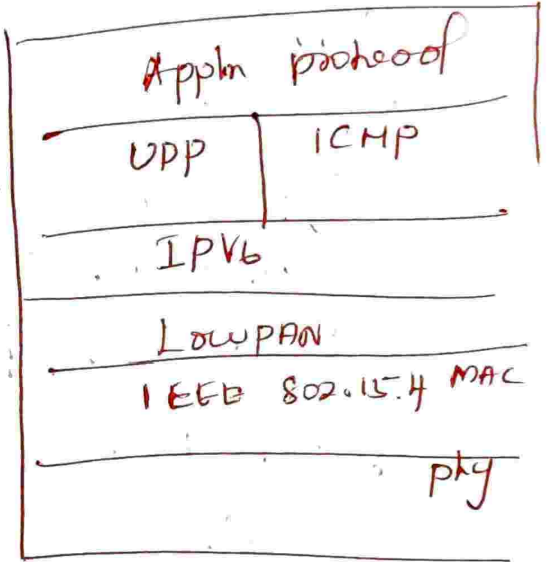 Appln protocol
UDP ICMP
IPV6
LOWPAN
IEEE 802.15.4 MAC
phy